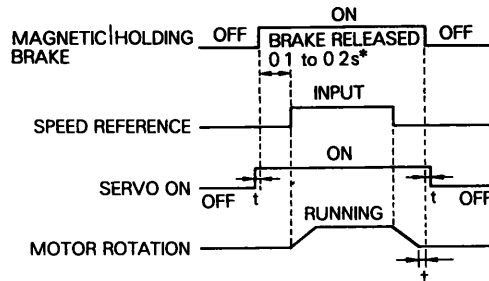 ON
MAGNETIC HOLDING BRAKE
OFF
BRAKE RELEASED
OFF
0 1 to 0 2s*
INPUT
SPEED REFERENCE
ON
SERVO ON
OFF
t
t
OFF
RUNNING
MOTOR ROTATION
t